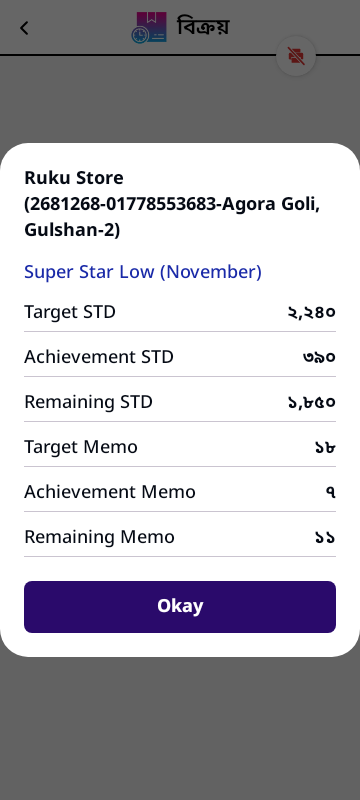 বিক্রয়
Ruku Store
(2681268-01778553683-Agora Goli,
Gulshan-2)
Super Star Low (November)
Target STD ২,২৪০
Achievement STD ৩৯০
Remaining STD ১,৮৫০
Target Memo ১৮
Achievement Memo ৭
Remaining Memo ১১
Okay